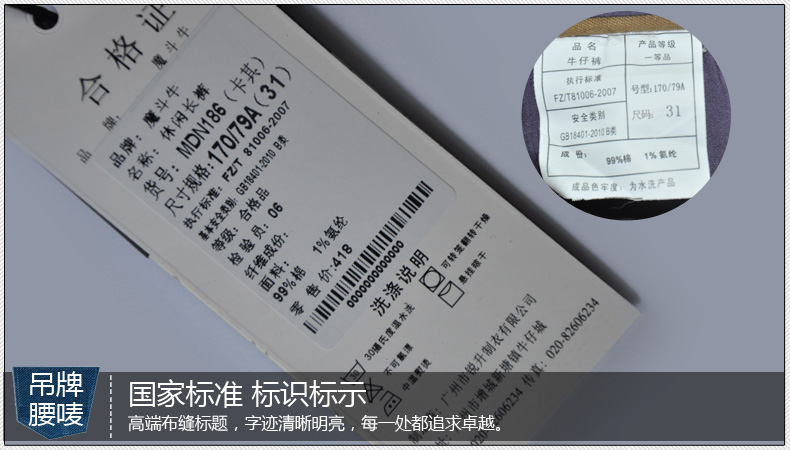 合格证
品牌: 魔斗牛
品牌: 魔斗牛
名称: 休闲长裤
货号: MDN186(卡其)
尺寸规格:170/79A(31)
执行标准: FZ/T 81006-2007
基本安全类别: GB18401-2010 B类
等级: 合格品
检验员: 06
纤维成份:
面料:
99%棉 1%氨纶
零售价:418
0000000000000
洗涤说明
30摄氏度温水洗
可转笼翻转干燥
不可氯漂
悬挂晾干
中温熨烫
广州市锐升制衣有限公司
州市增城新塘镇牛仔城
020-82606234 传真: 020-82606234
品名
牛仔裤
产品等级
一等品
执行标准
FZ/T81006-2007
号型:170/79A
安全类别
GB18401-2010 B类
尺码: 31
成份: 99%棉 1%氨纶
成品色牢度: 为水洗产品
吊牌
腰唛
国家标准 标识标示
高端布缝标题，字迹清晰明亮，每一处都追求卓越。